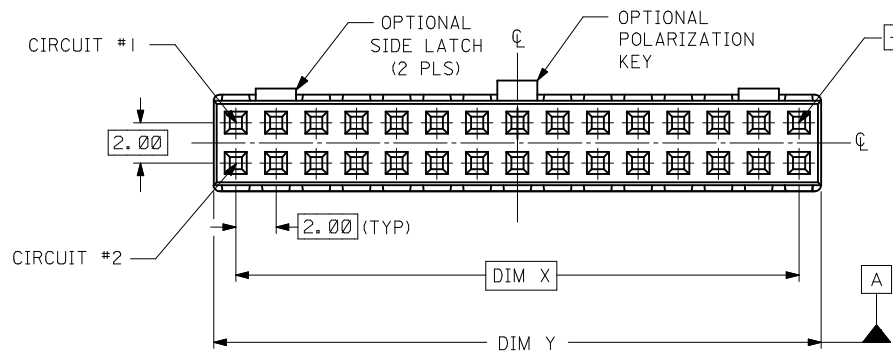 CIRCUIT #1
OPTIONAL
SIDE LATCH
(2 PLS)
℄
OPTIONAL
POLARIZATION
KEY
2.00
℄
2.00 (TYP)
CIRCUIT #2
DIM X
A
DIM Y